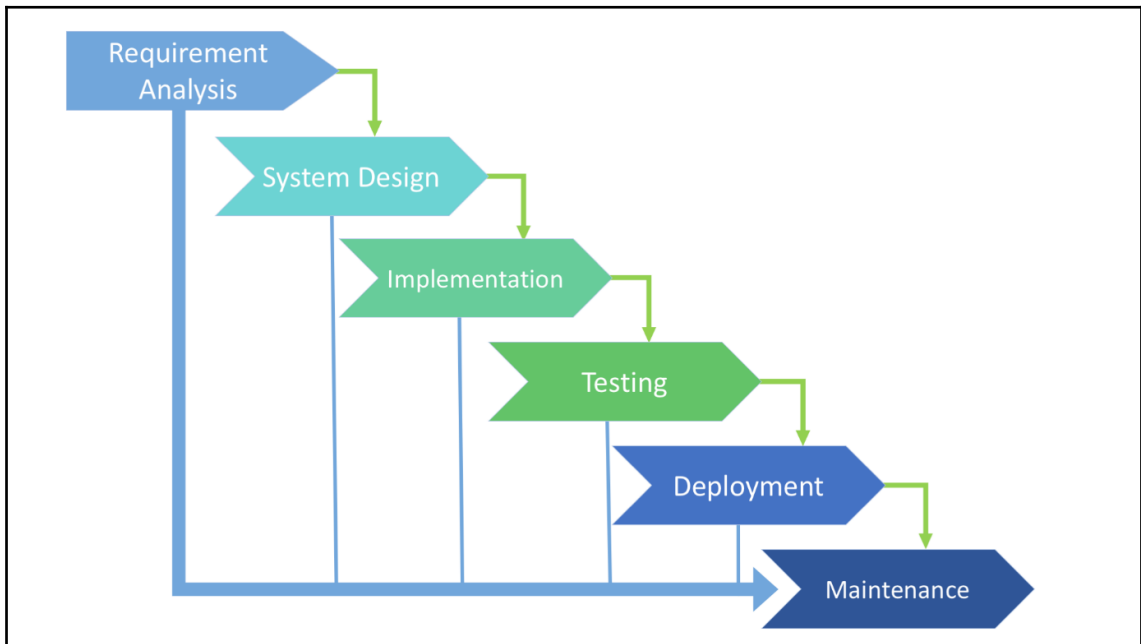 Requirement
Analysis
System Design
Implementation
Testing
Deployment
Maintenance